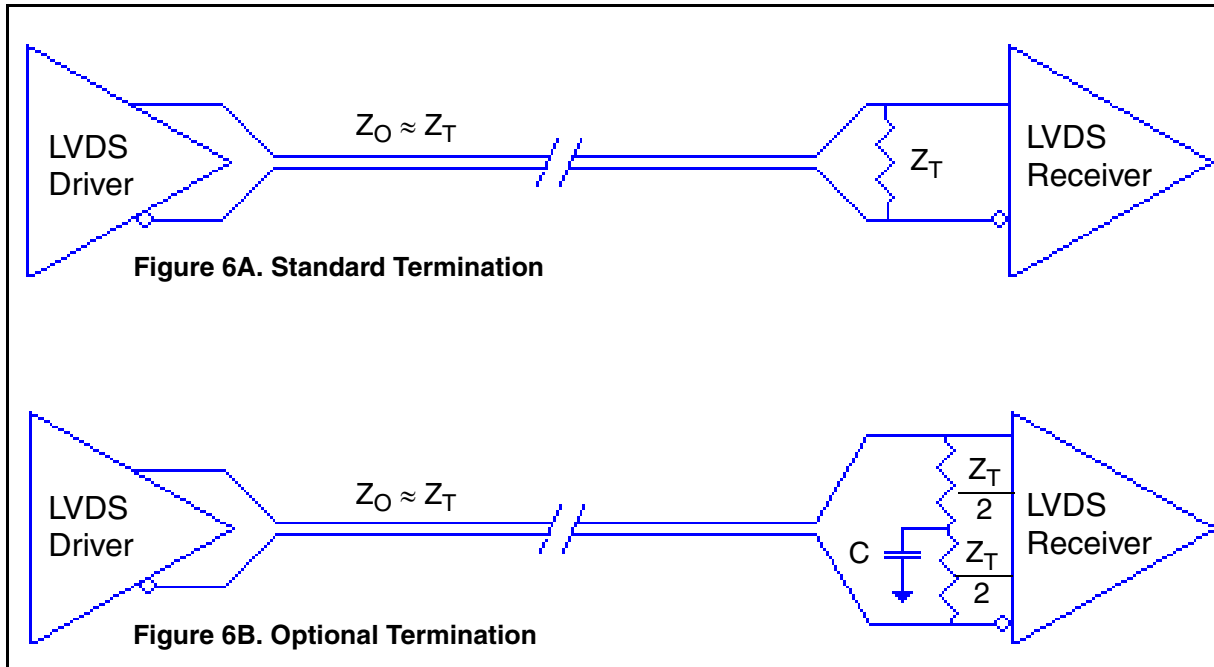 LVDS
Driver
Z_O ≈ Z_T
Z_T
LVDS
Receiver
Figure 6A. Standard Termination
LVDS
Driver
Z_O ≈ Z_T
C
Z_T
2
Z_T
2
LVDS
Receiver
Figure 6B. Optional Termination